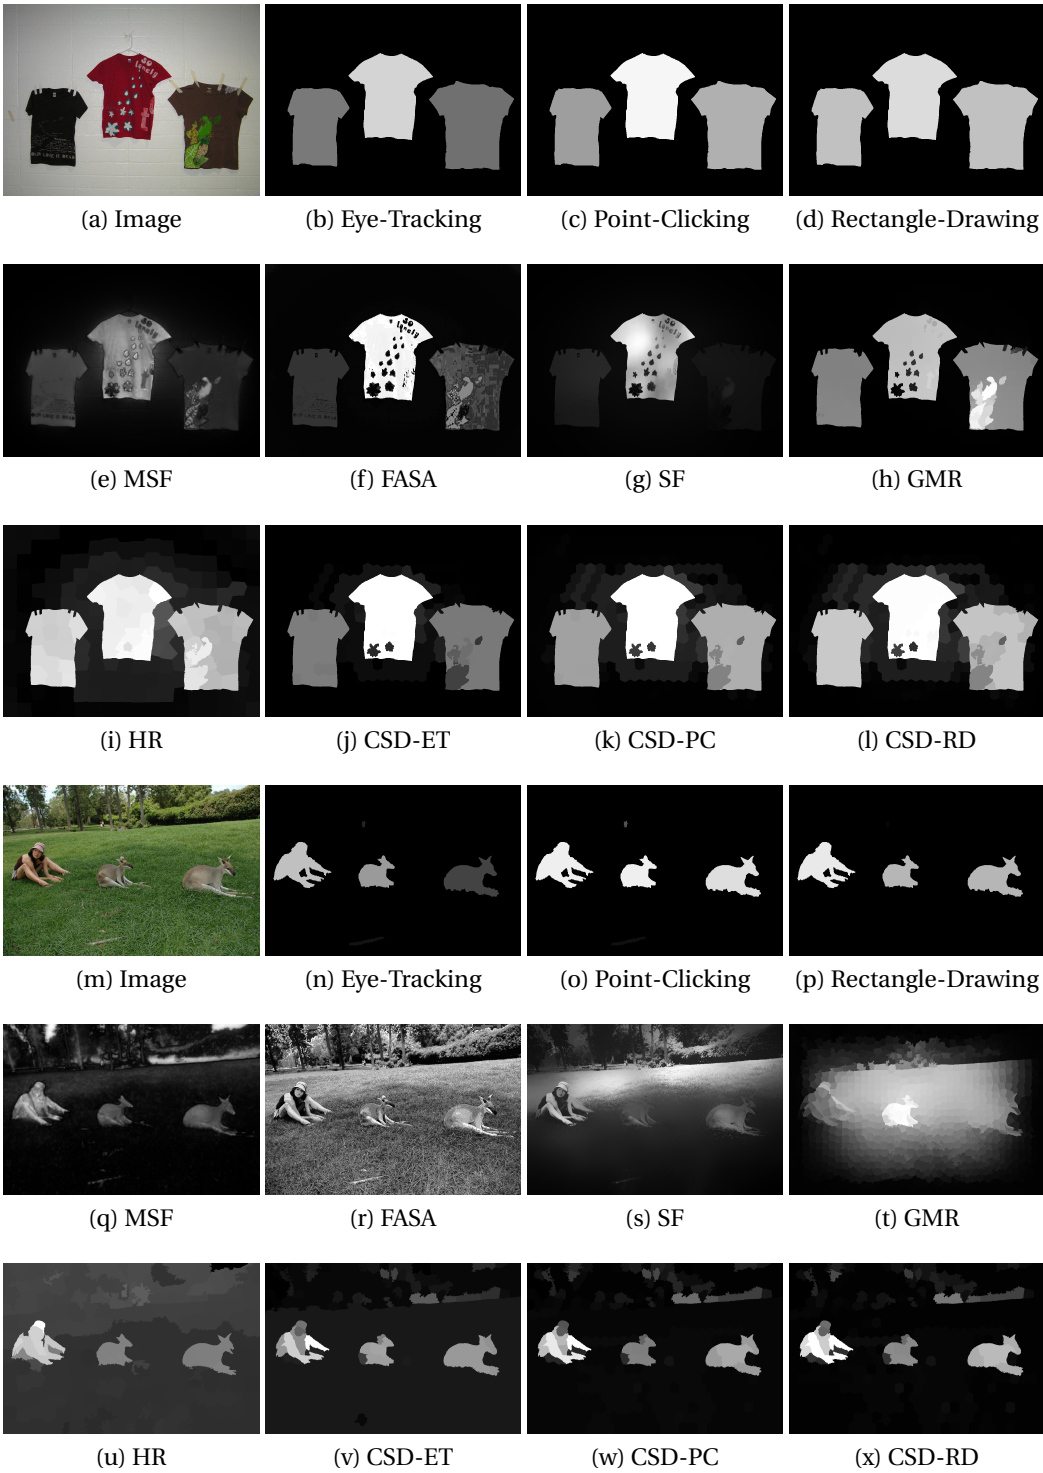 (a) Image
(b) Eye-Tracking
(c) Point-Clicking
(d) Rectangle-Drawing
(e) MSF
(f) FASA
(g) SF
(h) GMR
(i) HR
(j) CSD-ET
(k) CSD-PC
(l) CSD-RD
(m) Image
(n) Eye-Tracking
(o) Point-Clicking
(p) Rectangle-Drawing
(q) MSF
(r) FASA
(s) SF
(t) GMR
(u) HR
(v) CSD-ET
(w) CSD-PC
(x) CSD-RD